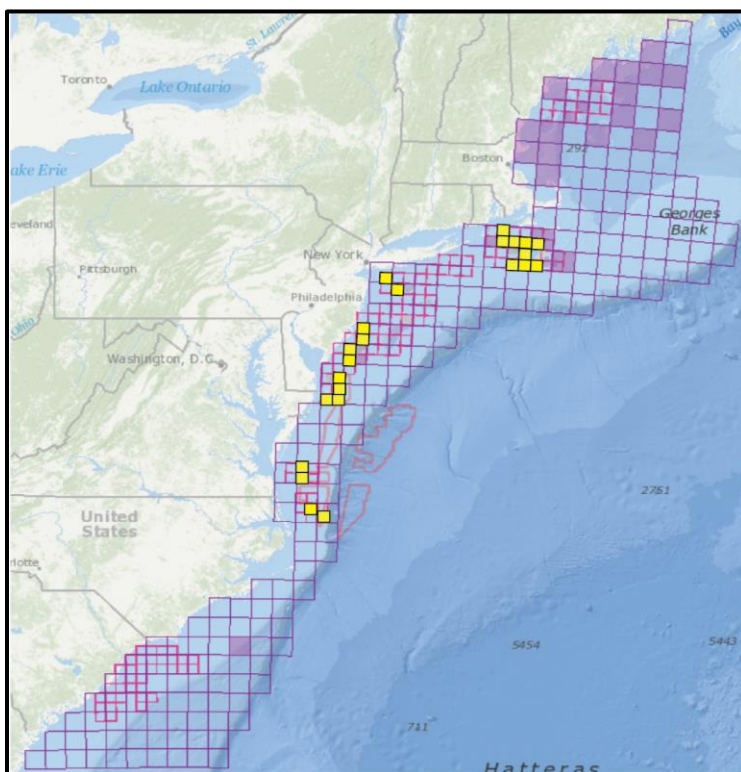 St. Lawrence
Bay
Toronto
Lake Ontario
ake Erie
Boston
292
Georges
Bank
eveland
New York
Pittsburgh
Philadelphia
Ohio
Washington, D.C.
2751
United
States
lotte
5454
5443
711
Hatteras